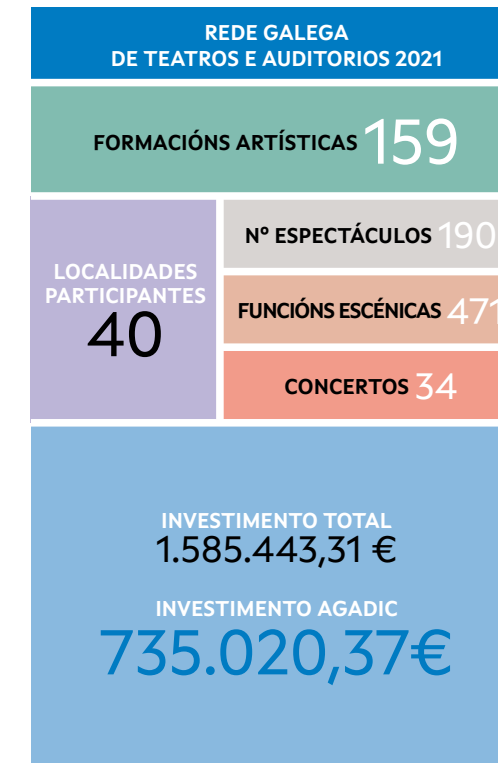 REDE GALEGA
DE TEATROS E AUDITORIOS 2021
FORMACIÓNS ARTÍSTICAS 159
LOCALIDADES
PARTICIPANTES
40
Nº ESPECTÁCULOS 190
FUNCIÓNS ESCÉNICAS 471
CONCERTOS 34
INVESTIMENTO TOTAL
1.585.443,31 €
INVESTIMENTO AGADIC
735.020,37€